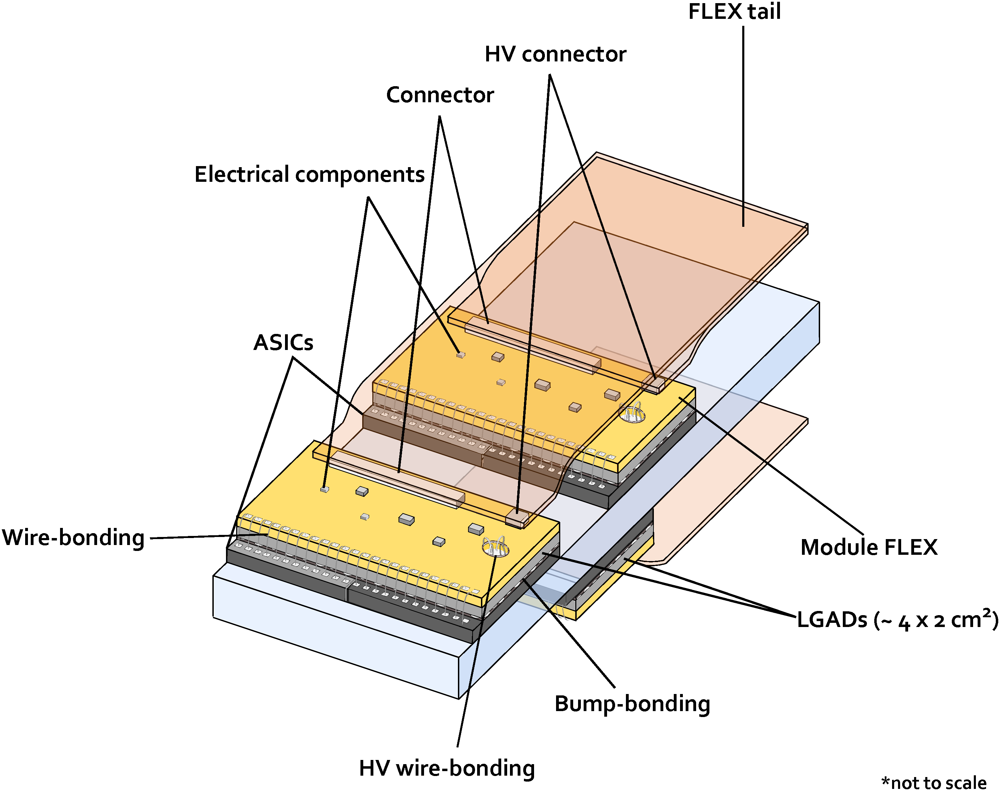 FLEX tail
HV connector
Connector
Electrical components
ASICs
Wire-bonding
Module FLEX
LGADs (~ 4 x 2 cm²)
Bump-bonding
HV wire-bonding
*not to scale